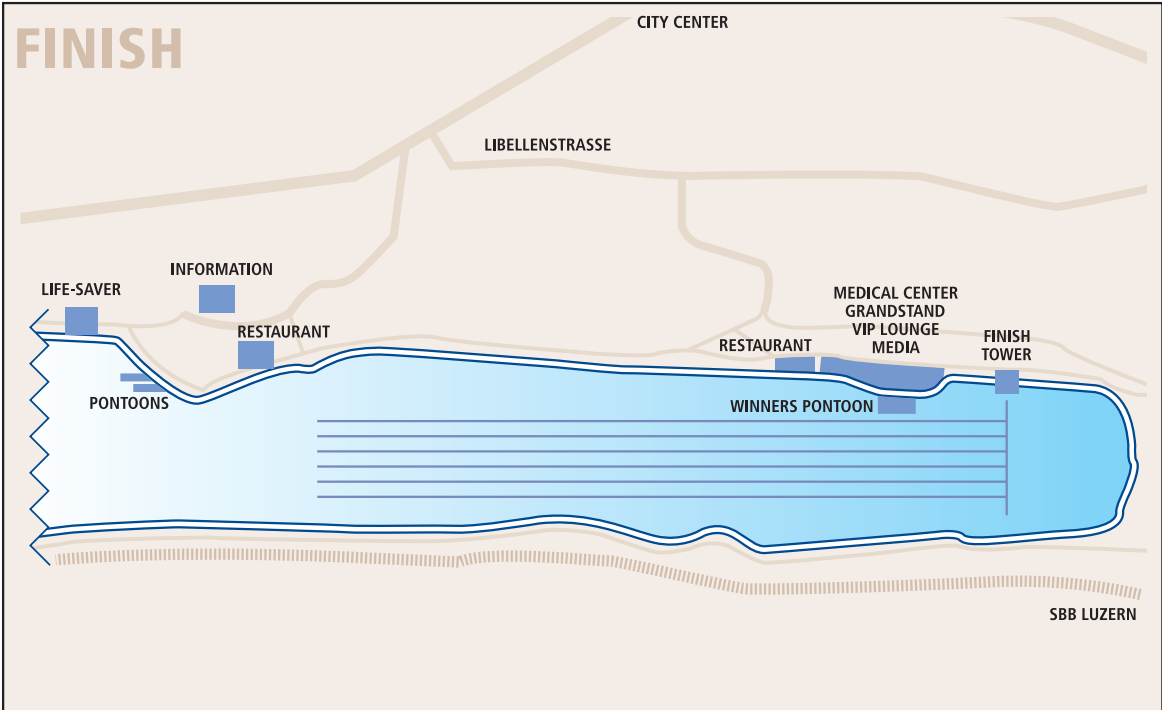 FINISH
CITY CENTER
LIBELLENSTRASSE
INFORMATION
LIFE-SAVER
RESTAURANT
PONTOONS
MEDICAL CENTER
GRANDSTAND
VIP LOUNGE
MEDIA
RESTAURANT
FINISH
TOWER
WINNERS PONTOON
SBB LUZERN